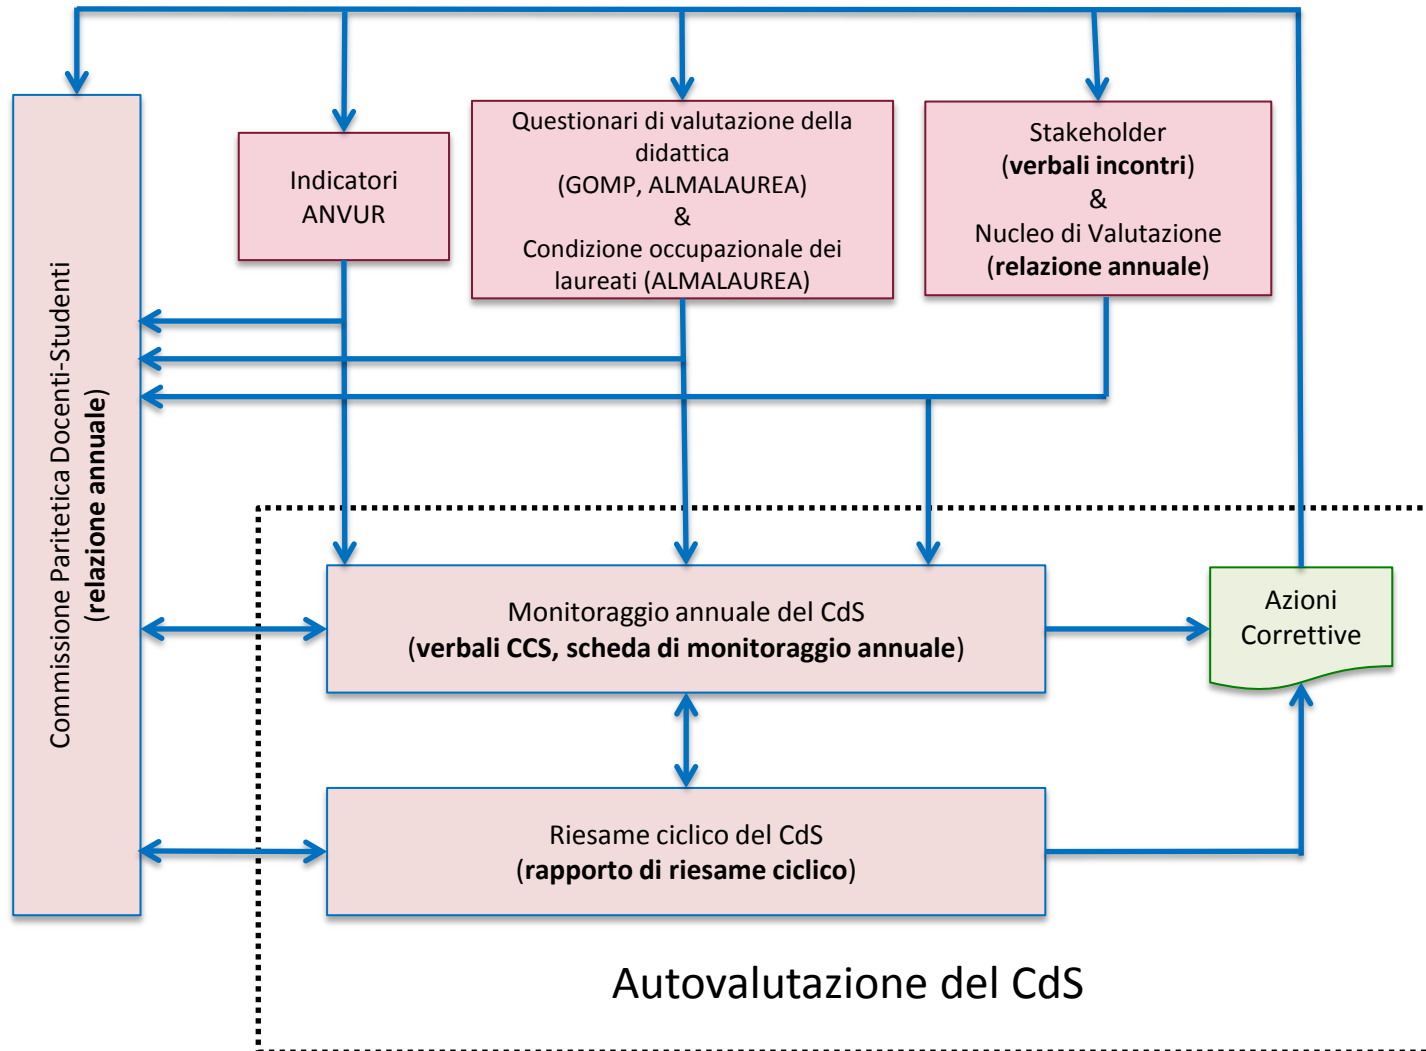 Commissione Paritetica Docenti-Studenti
(relazione annuale)
Indicatori
ANVUR
Questionari di valutazione della
didattica
(GOMP, ALMALAUREA)
&
Condizione occupazionale dei
laureati (ALMALAUREA)
Stakeholder
(verbali incontri)
&
Nucleo di Valutazione
(relazione annuale)
Monitoraggio annuale del CdS
(verbali CCS, scheda di monitoraggio annuale)
Azioni
Correttive
Riesame ciclico del CdS
(rapporto di riesame ciclico)
Autovalutazione del CdS